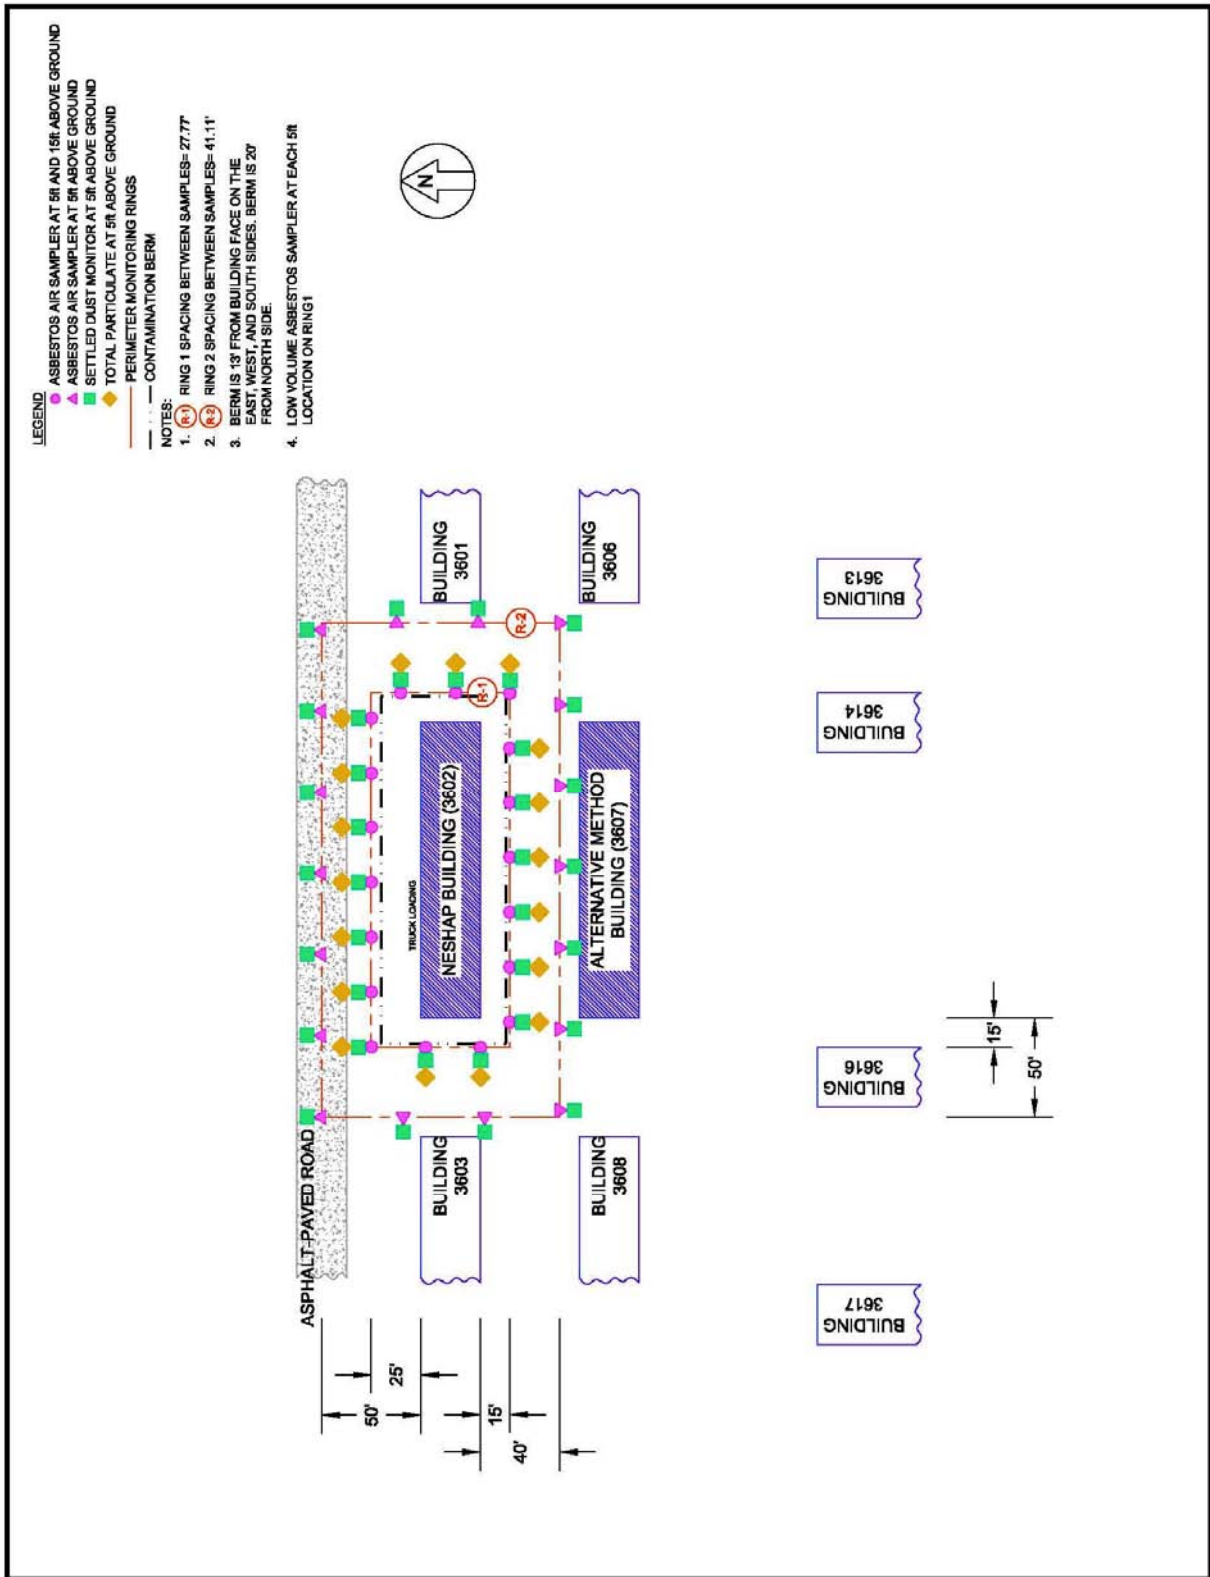 LEGEND
ASBESTOS AIR SAMPLER AT 5ft AND 15ft ABOVE GROUND
ASBESTOS AIR SAMPLER AT 5ft ABOVE GROUND
SETTLED DUST MONITOR AT 5ft ABOVE GROUND
TOTAL PARTICULATE AT 5ft ABOVE GROUND
PERIMETER MONITORING RINGS
CONTAMINATION BERM
NOTES:
1. R-1 RING 1 SPACING BETWEEN SAMPLES= 27.77'
2. R-2 RING 2 SPACING BETWEEN SAMPLES= 41.11'
3. BERM IS 13' FROM BUILDING FACE ON THE
EAST, WEST, AND SOUTH SIDES. BERM IS 20'
FROM NORTH SIDE.
4. LOW VOLUME ASBESTOS SAMPLER AT EACH 5ft
LOCATION ON RING1
N
ASPHALT-PAVED ROAD
TRUCK LOADING
NESHAP BUILDING (3602)
ALTERNATIVE METHOD
BUILDING (3607)
R-1
R-2
BUILDING
3601
BUILDING
3606
BUILDING
3603
BUILDING
3608
BUILDING
3613
BUILDING
3614
BUILDING
3616
BUILDING
3617
50'
25'
15'
40'
15'
50'